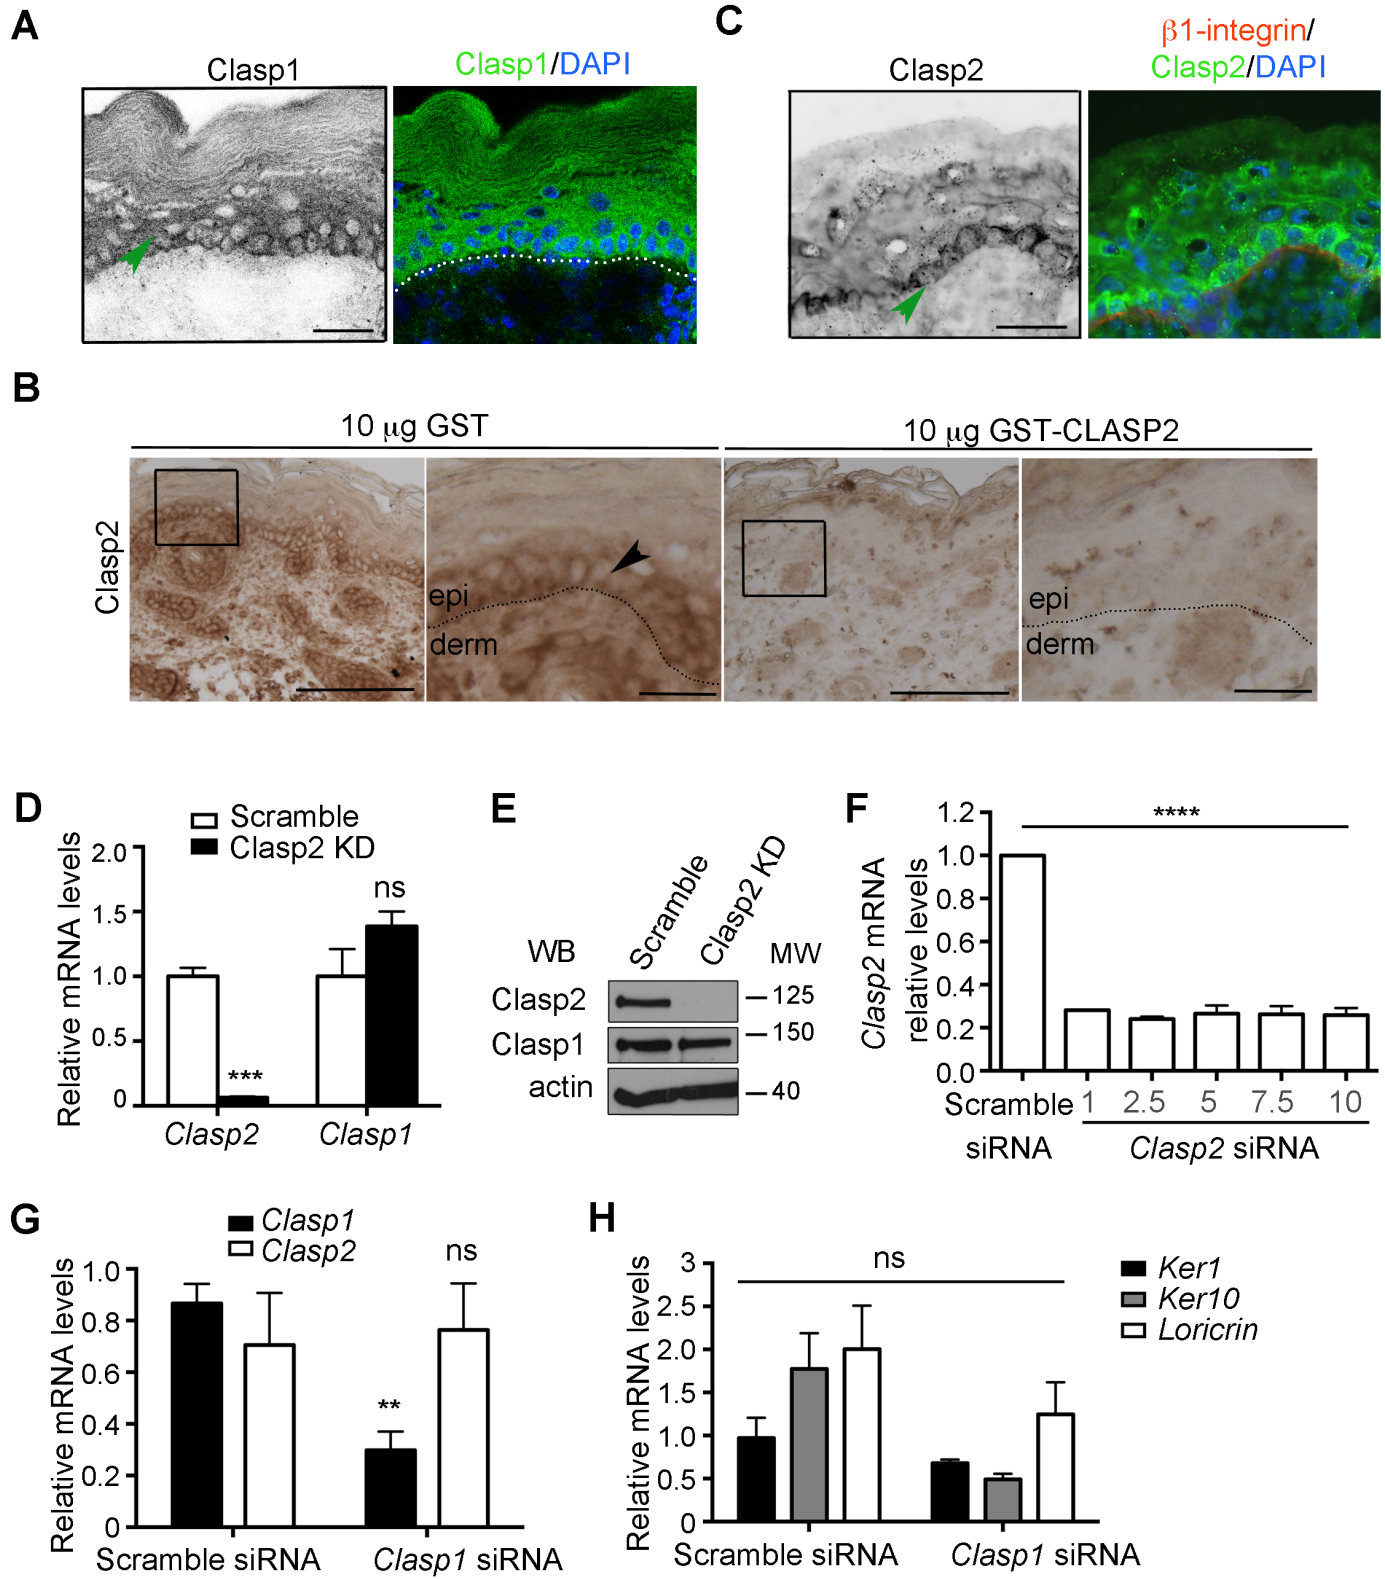 A
Clasp1
Clasp1/DAPI
C
Clasp2
β1-integrin/
Clasp2/DAPI
B
10 μg GST
10 μg GST-CLASP2
Clasp2
epi
derm
epi
derm
D
Scramble
Clasp2 KD
Relative mRNA levels
2.0
1.5
1.0
0.5
0
***
ns
Clasp2
Clasp1
E
Scramble
Clasp2 KD
WB
MW
Clasp2
125
Clasp1
150
actin
40
F
Clasp2 mRNA
relative levels
1.2
1.0
0.8
0.6
0.4
0.2
0.0
****
Scramble 1 2.5 5 7.5 10
siRNA
Clasp2 siRNA
G
Clasp1
Clasp2
Relative mRNA levels
1.0
0.8
0.6
0.4
0.2
0
**
ns
Scramble siRNA
Clasp1 siRNA
H
Relative mRNA levels
3
2.5
2.0
1.5
1.0
0.5
0
ns
Ker1
Ker10
Loricrin
Scramble siRNA
Clasp1 siRNA